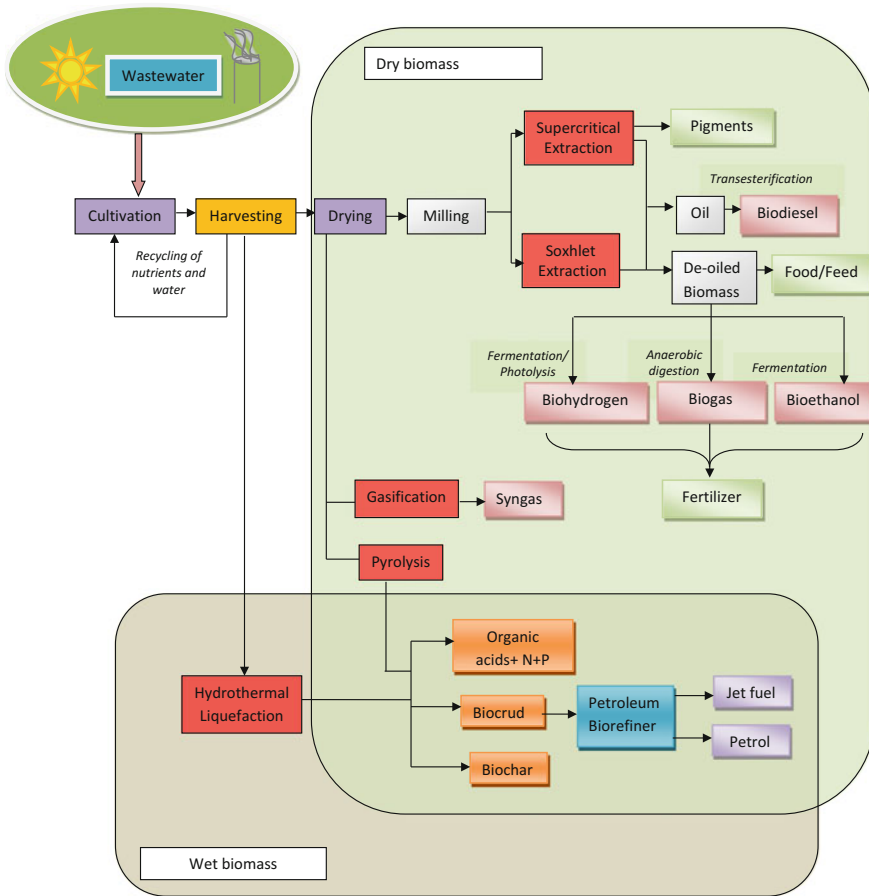 Dry biomass
Wastewater
Supercritical
Extraction
Pigments
Transesterification
Cultivation
Harvesting
Drying
Milling
Oil
Biodiesel
Recycling of
nutrients and
water
Soxhlet
Extraction
De-oiled
Biomass
Food/Feed
Fermentation/
Photolysis
Anaerobic
digestion
Fermentation
Biohydrogen
Biogas
Bioethanol
Gasification
Syngas
Fertilizer
Pyrolysis
Organic
acids+ N+P
Hydrothermal
Liquefaction
Biocrud
Petroleum
Biorefiner
Jet fuel
Petrol
Biochar
Wet biomass